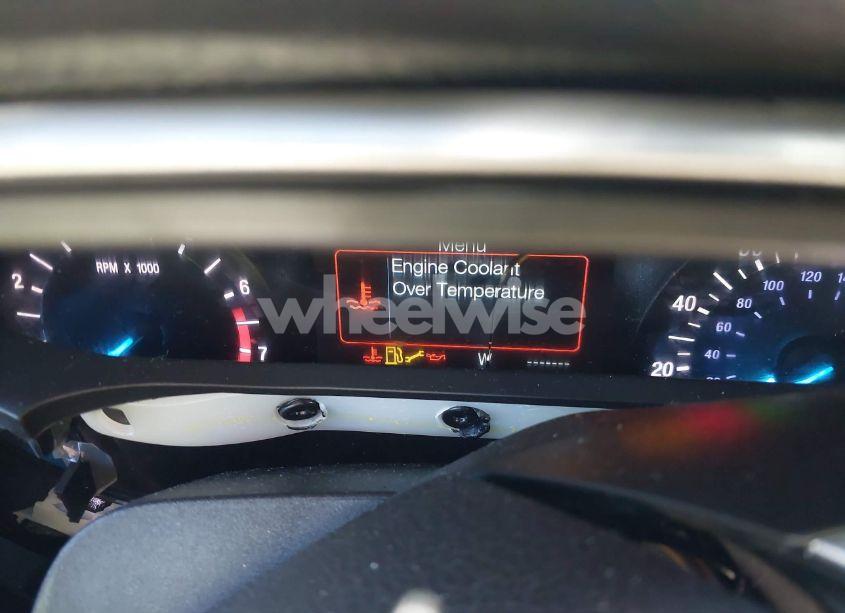 Menu
RPM X 1000
Engine Coolant
Over Temperature
2
6
7
W
-------
40
20
80
100
120
60
40
wheelwise